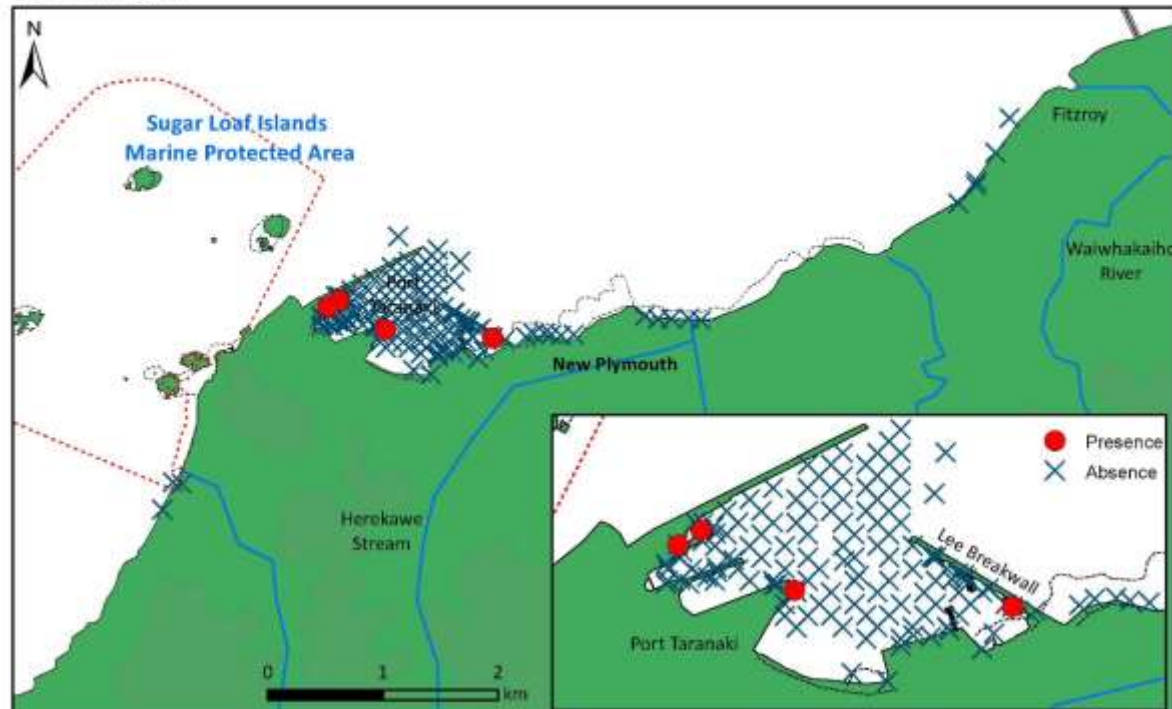 N
Sugar Loaf Islands
Marine Protected Area
Fitzroy
Waiwhakaiho
River
Port
Taranaki
New Plymouth
Herekawe
Stream
0 1 2
km
Presence
Absence
Lee Breakwall
Port Taranaki